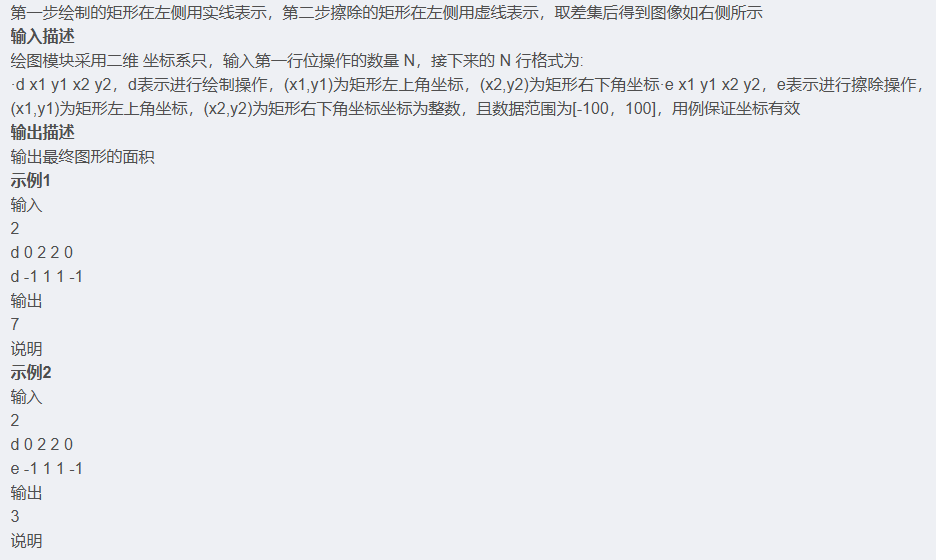 第一步绘制的矩形在左侧用实线表示，第二步擦除的矩形在左侧用虚线表示，取差集后得到图像如右侧所示
输入描述
绘图模块采用二维 坐标系只，输入第一行位操作的数量 N，接下来的 N 行格式为:
·d x1 y1 x2 y2，d表示进行绘制操作，(x1,y1)为矩形左上角坐标，(x2,y2)为矩形右下角坐标·e x1 y1 x2 y2，e表示进行擦除操作，
(x1,y1)为矩形左上角坐标，(x2,y2)为矩形右下角坐标坐标为整数，且数据范围为[-100，100]，用例保证坐标有效
输出描述
输出最终图形的面积
示例1
输入
2
d 0 2 2 0
d -1 1 1 -1
输出
7
说明
示例2
输入
2
d 0 2 2 0
e -1 1 1 -1
输出
3
说明